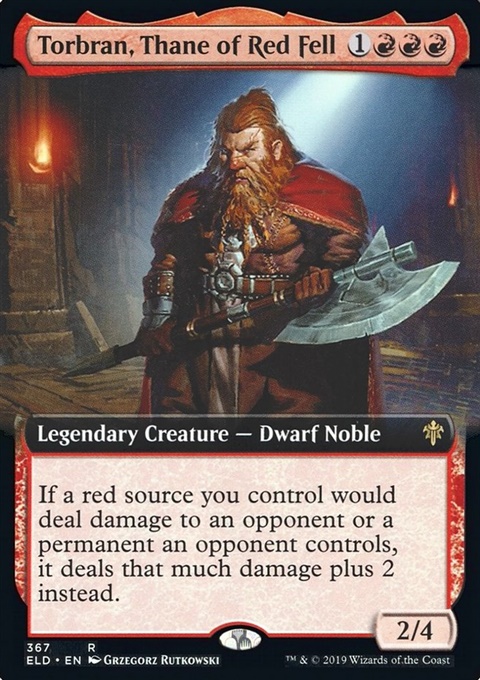 Torbran, Thane of Red Fell 1
Legendary Creature — Dwarf Noble
If a red source you control would
deal damage to an opponent or a
permanent an opponent controls,
it deals that much damage plus 2
instead.
2/4
367 R
ELD • EN Grzegorz Rutkowski
™ & © 2019 Wizards of the Coast